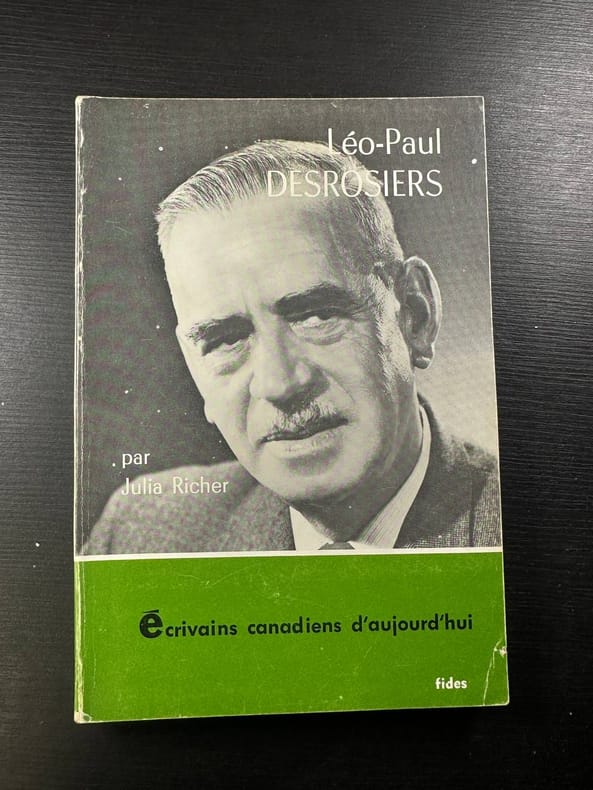 Léo-Paul
DESROSIERS
par
Julia Richer
écrivains canadiens d'aujourd'hui
fides